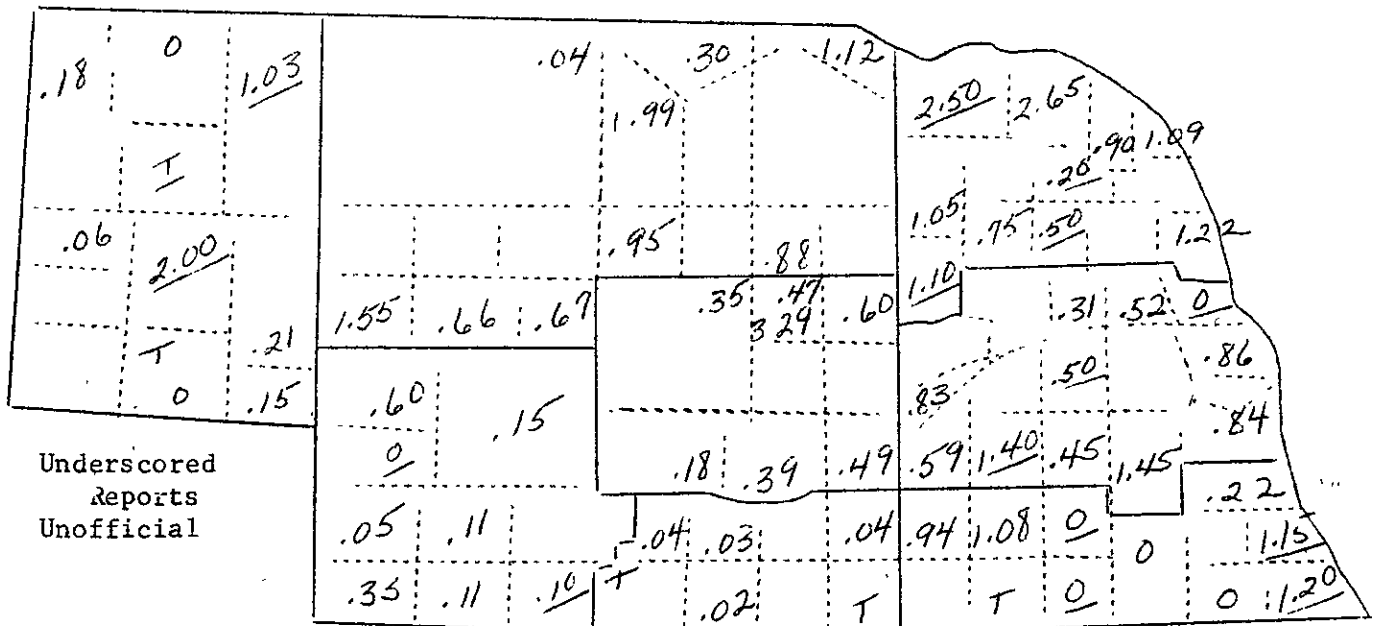 .18 0 1.03 .04 .30 1.12
1.99 2.50 2.65
T .20 .90 1.09
.06 2.00 .95 .88 1.05 .75 .50 1.22
1.55 .66 .67 .35 .47 .60 1.10 .31 .52 0
3.29
T .21 .86
0 .15 .60 .15 .83 .50 .84
0 .18 .39 .49 .59 1.40 .45 1.45
Underscored
Reports
Unofficial
.22
.05 .11 .04 .03 .04 .94 1.08 0 0 1.15
.35 .11 .10 T .02 T T 0 0 1.20